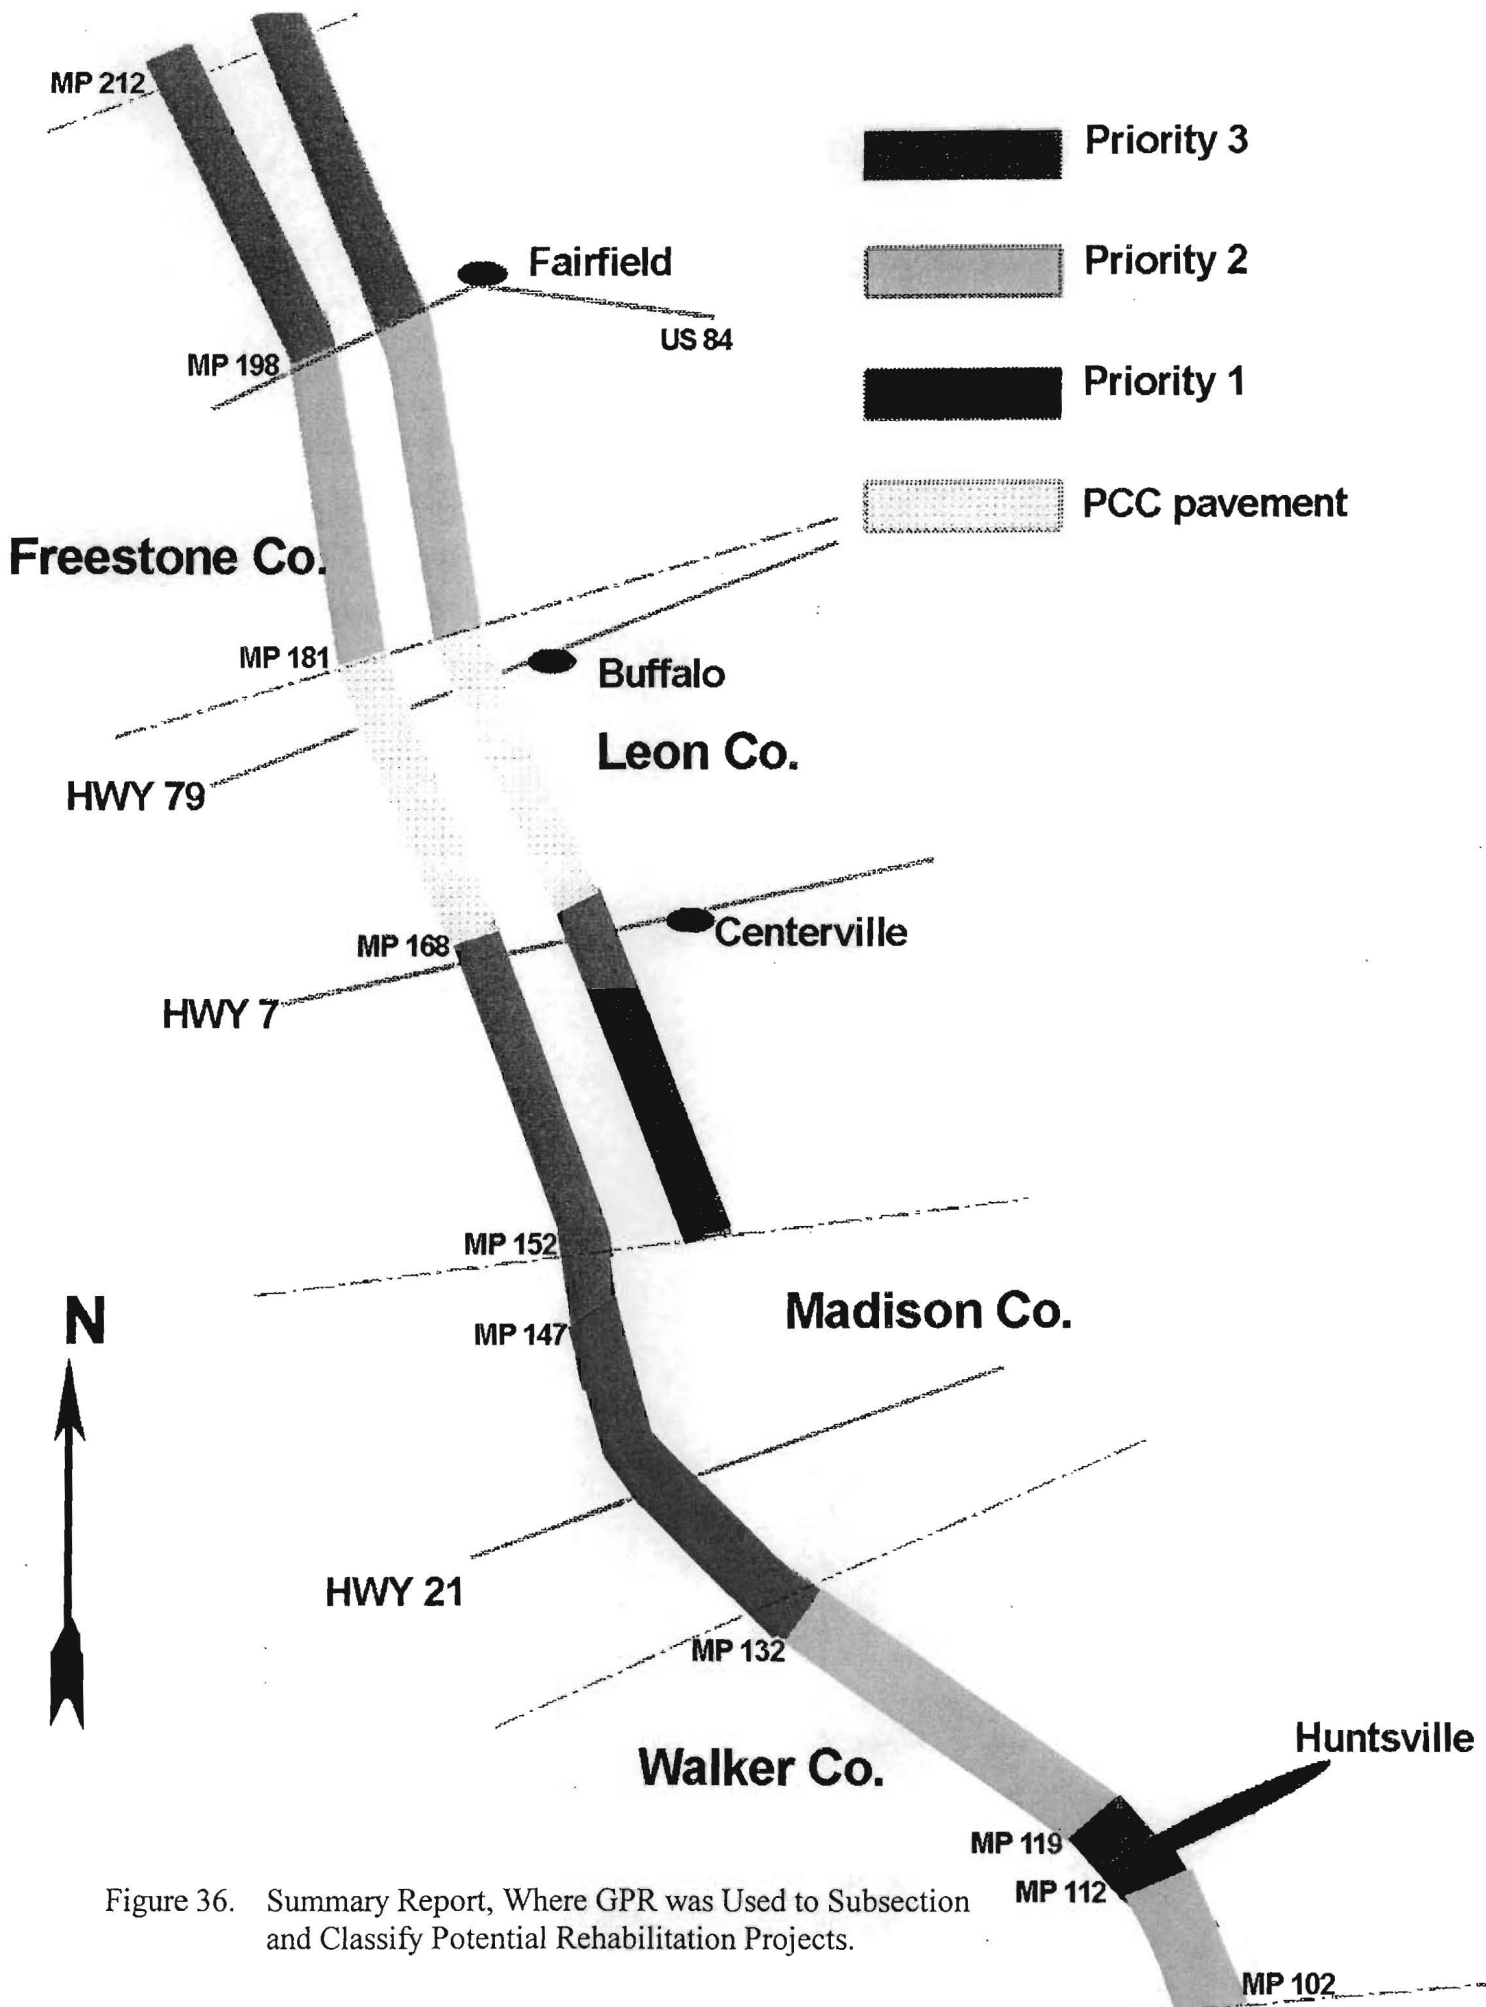 MP 212
Priority 3
Fairfield
Priority 2
US 84
MP 198
Priority 1
PCC pavement
Freestone Co.
MP 181
Buffalo
Leon Co.
HWY 79
Centerville
MP 168
HWY 7
MP 152
N
Madison Co.
MP 147
HWY 21
MP 132
Huntsville
Walker Co.
MP 119
MP 112
Figure 36. Summary Report, Where GPR was Used to Subsection
and Classify Potential Rehabilitation Projects.
MP 102